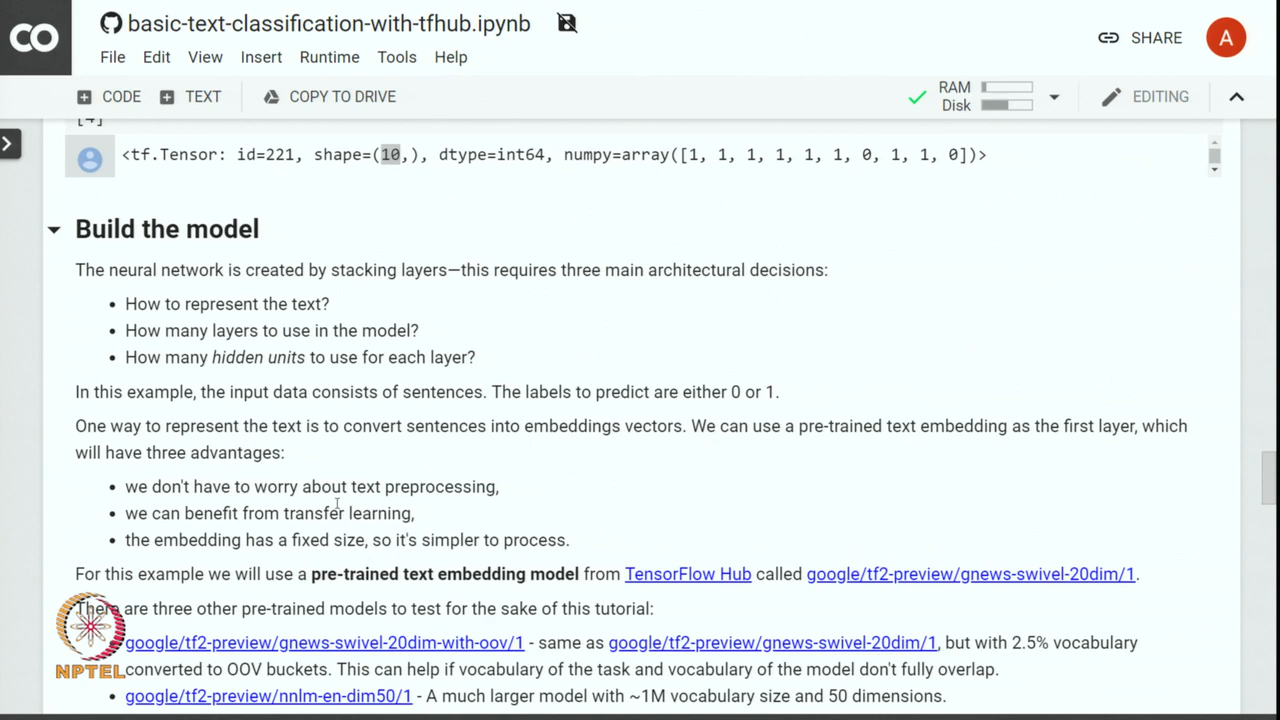 CO
basic-text-classification-with-tfhub.ipynb
SHARE
A
File Edit View Insert Runtime Tools Help
CODE TEXT COPY TO DRIVE
RAM
Disk
EDITING
[4]
<tf.Tensor: id=221, shape=(10,), dtype=int64, numpy=array([1, 1, 1, 1, 1, 1, 0, 1, 1, 0])>
Build the model
The neural network is created by stacking layers—this requires three main architectural decisions:
• How to represent the text?
• How many layers to use in the model?
• How many hidden units to use for each layer?
In this example, the input data consists of sentences. The labels to predict are either 0 or 1.
One way to represent the text is to convert sentences into embeddings vectors. We can use a pre-trained text embedding as the first layer, which
will have three advantages:
• we don't have to worry about text preprocessing,
• we can benefit from transfer learning,
• the embedding has a fixed size, so it's simpler to process.
For this example we will use a pre-trained text embedding model from TensorFlow Hub called google/tf2-preview/gnews-swivel-20dim/1.
There are three other pre-trained models to test for the sake of this tutorial:
google/tf2-preview/gnews-swivel-20dim-with-oov/1 - same as google/tf2-preview/gnews-swivel-20dim/1, but with 2.5% vocabulary
converted to OOV buckets. This can help if vocabulary of the task and vocabulary of the model don't fully overlap.
• google/tf2-preview/nnlm-en-dim50/1 - A much larger model with ~1M vocabulary size and 50 dimensions.
NPTEL